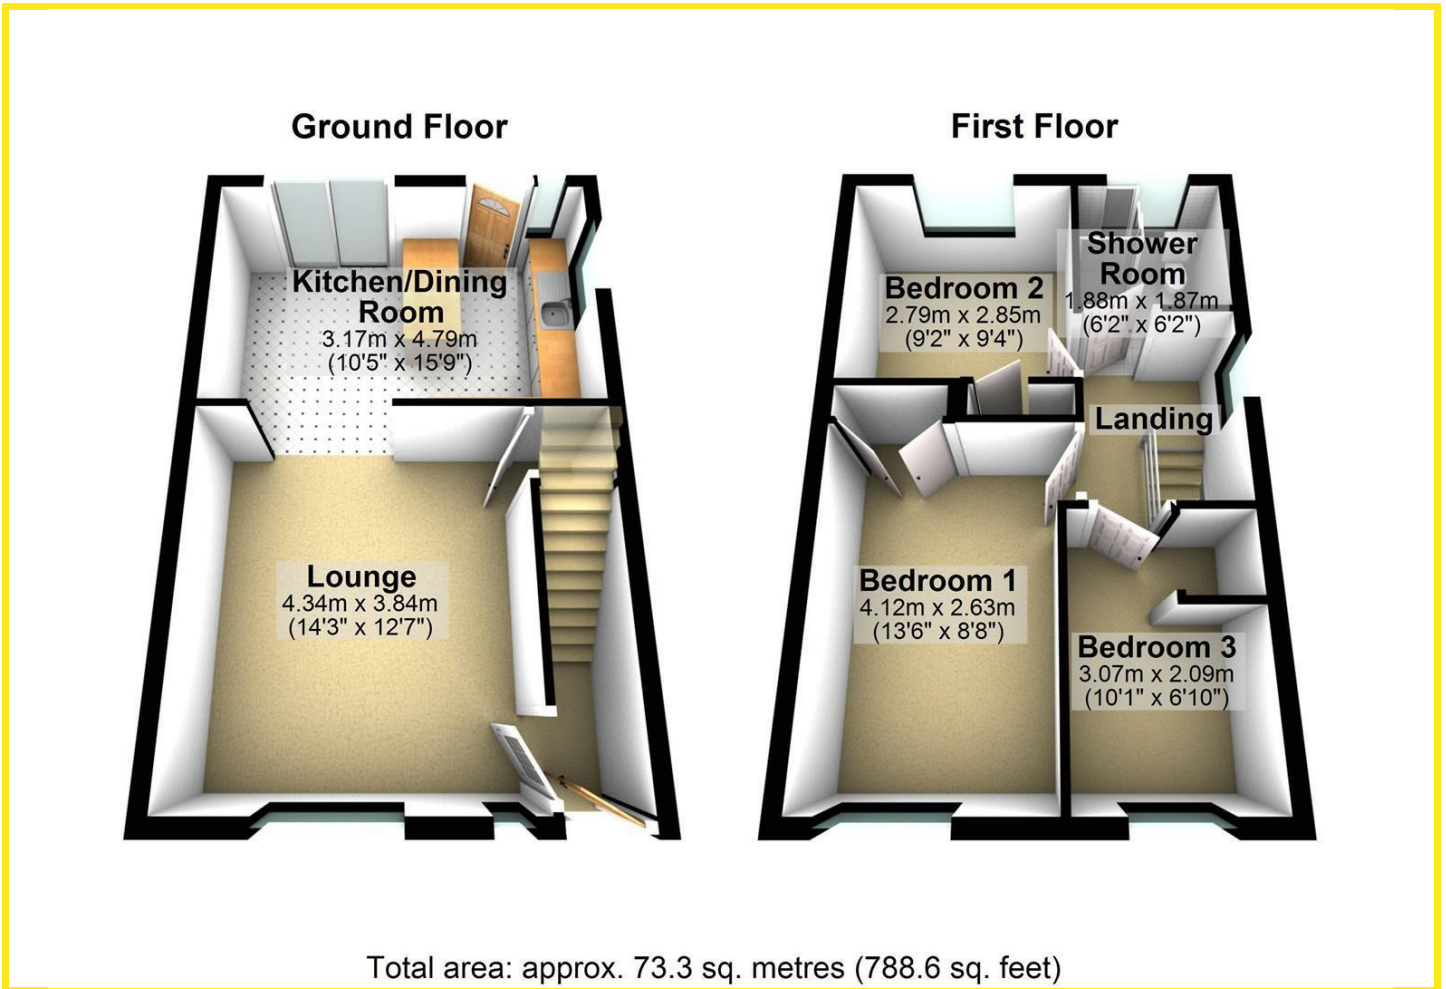 Ground Floor
First Floor
Kitchen/Dining
Room
3.17m x 4.79m
(10'5" x 15'9")
Lounge
4.34m x 3.84m
(14'3" x 12'7")
Bedroom 2
2.79m x 2.85m
(9'2" x 9'4")
Shower
Room
1.88m x 1.87m
(6'2" x 6'2")
Landing
Bedroom 1
4.12m x 2.63m
(13'6" x 8'8")
Bedroom 3
3.07m x 2.09m
(10'1" x 6'10")
Total area: approx. 73.3 sq. metres (788.6 sq. feet)